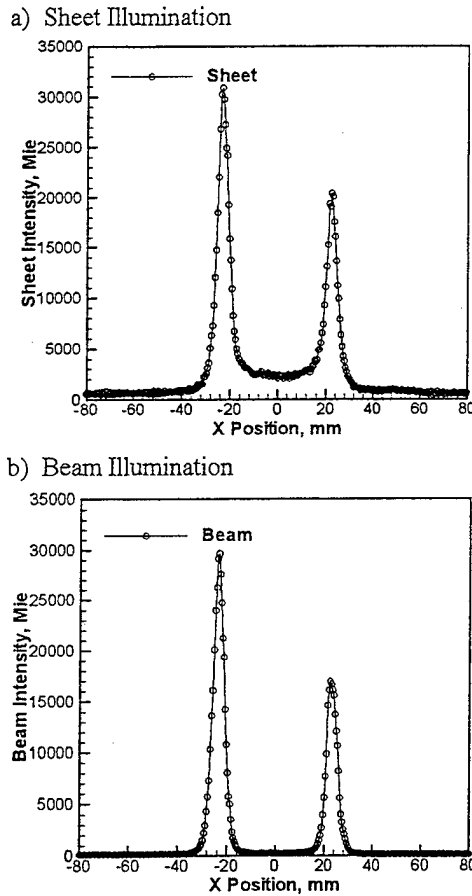 a) Sheet Illumination
35000
Sheet
30000
25000
20000
15000
10000
5000
0
Sheet Intensity, Mie
-80 -60 -40 -20 0 20 40 60 80
X Position, mm
b) Beam Illumination
35000
Beam
30000
25000
20000
15000
10000
5000
0
Beam Intensity, Mie
-80 -60 -40 -20 0 20 40 60 80
X Position, mm